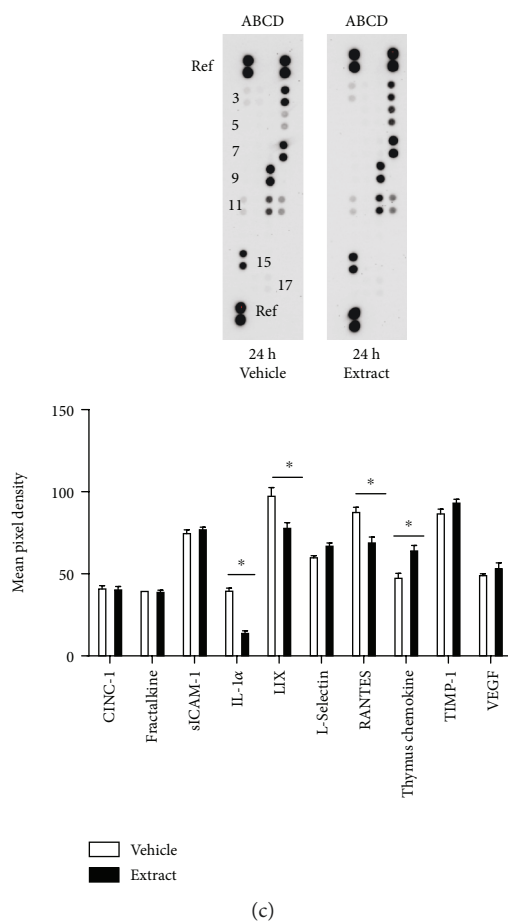 ABCD ABCD
Ref
3
5
7
9
11
15
17
Ref
24 h 24 h
Vehicle Extract
150
100
50
0
Mean pixel density
*
*
*
*
CINC-1
Fractalkine
sICAM-1
IL-1α
LIX
L-Selectin
RANTES
Thymus chemokine
TIMP-1
VEGF
Vehicle
Extract
(c)